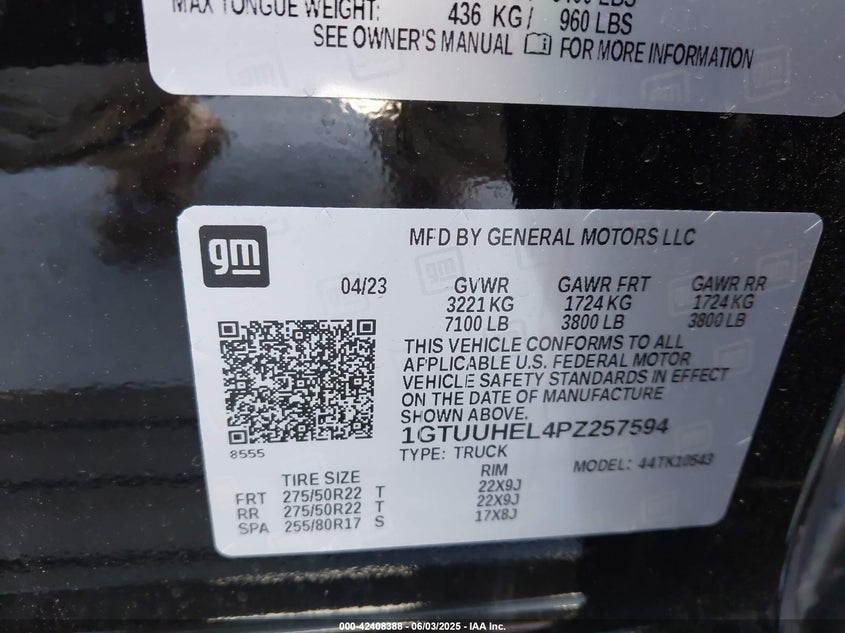 MAX TONGUE WEIGHT: 436 KG / 960 LBS
SEE OWNER'S MANUAL FOR MORE INFORMATION
gm
MFD BY GENERAL MOTORS LLC
04/23 GVWR GAWR FRT GAWR RR
3221 KG 1724 KG 1724 KG
7100 LB 3800 LB 3800 LB
THIS VEHICLE CONFORMS TO ALL
APPLICABLE U.S. FEDERAL MOTOR
VEHICLE SAFETY STANDARDS IN EFFECT
ON THE DATE OF MANUFACTURE
SHOWN ABOVE.
1GTUUHEL4PZ257594
8555
TYPE: TRUCK MODEL: 44TK10543
TIRE SIZE RIM
FRT 275/50R22 T 22X9J
RR 275/50R22 T 22X9J
SPA 255/80R17 S 17X8J
000-42408388 - 06/03/2025 - IAA Inc.